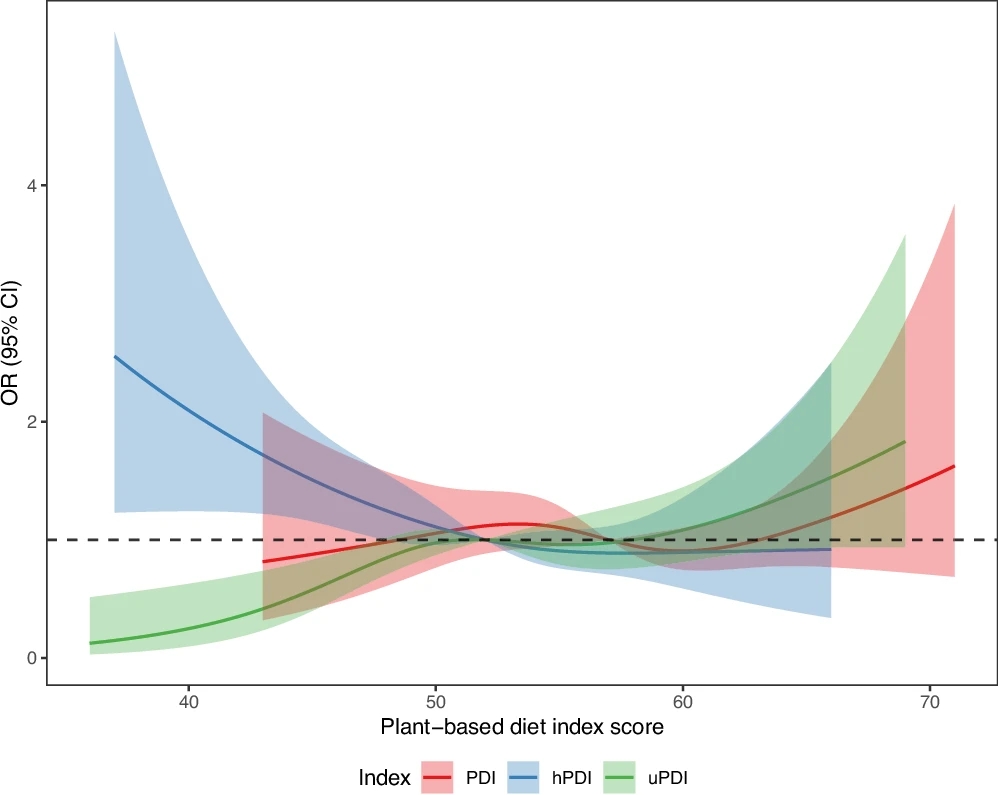 OR (95% CI)
4
2
0
40 50 60 70
Plant−based diet index score
Index PDI hPDI uPDI